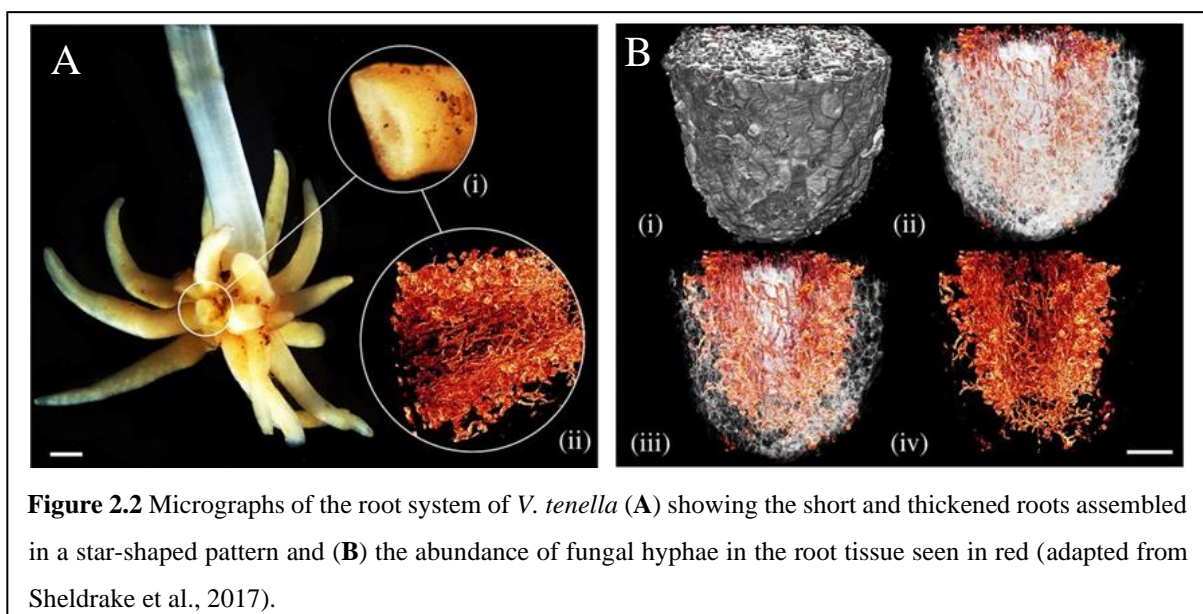 A
B
(i)
(ii)
(i)
(ii)
(iii)
(iv)
Figure 2.2 Micrographs of the root system of V. tenella (A) showing the short and thickened roots assembled
in a star-shaped pattern and (B) the abundance of fungal hyphae in the root tissue seen in red (adapted from
Sheldrake et al., 2017).